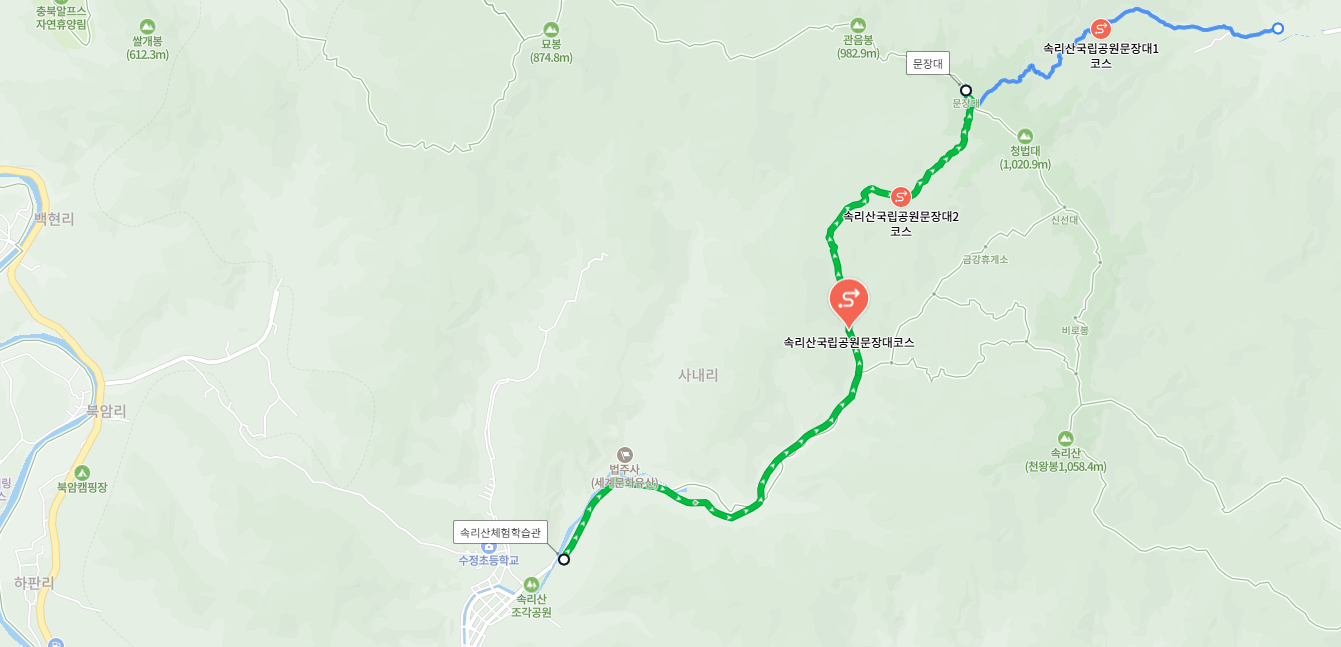 충북알프스
자연휴양림
쌀개봉
(612.3m)
묘봉
(874.8m)
관음봉
(982.9m)
속리산국립공원문장대1
코스
문장대
문장대
청법대
(1,020.9m)
백현리
속리산국립공원문장대2
코스
신선대
금강휴게소
비로봉
속리산국립공원문장대코스
사내리
북암리
속리산
(천왕봉1,058.4m)
법주사
(세계문화유산)
북암캠핑장
속리산체험학습관
수정초등학교
하판리
속리산
조각공원